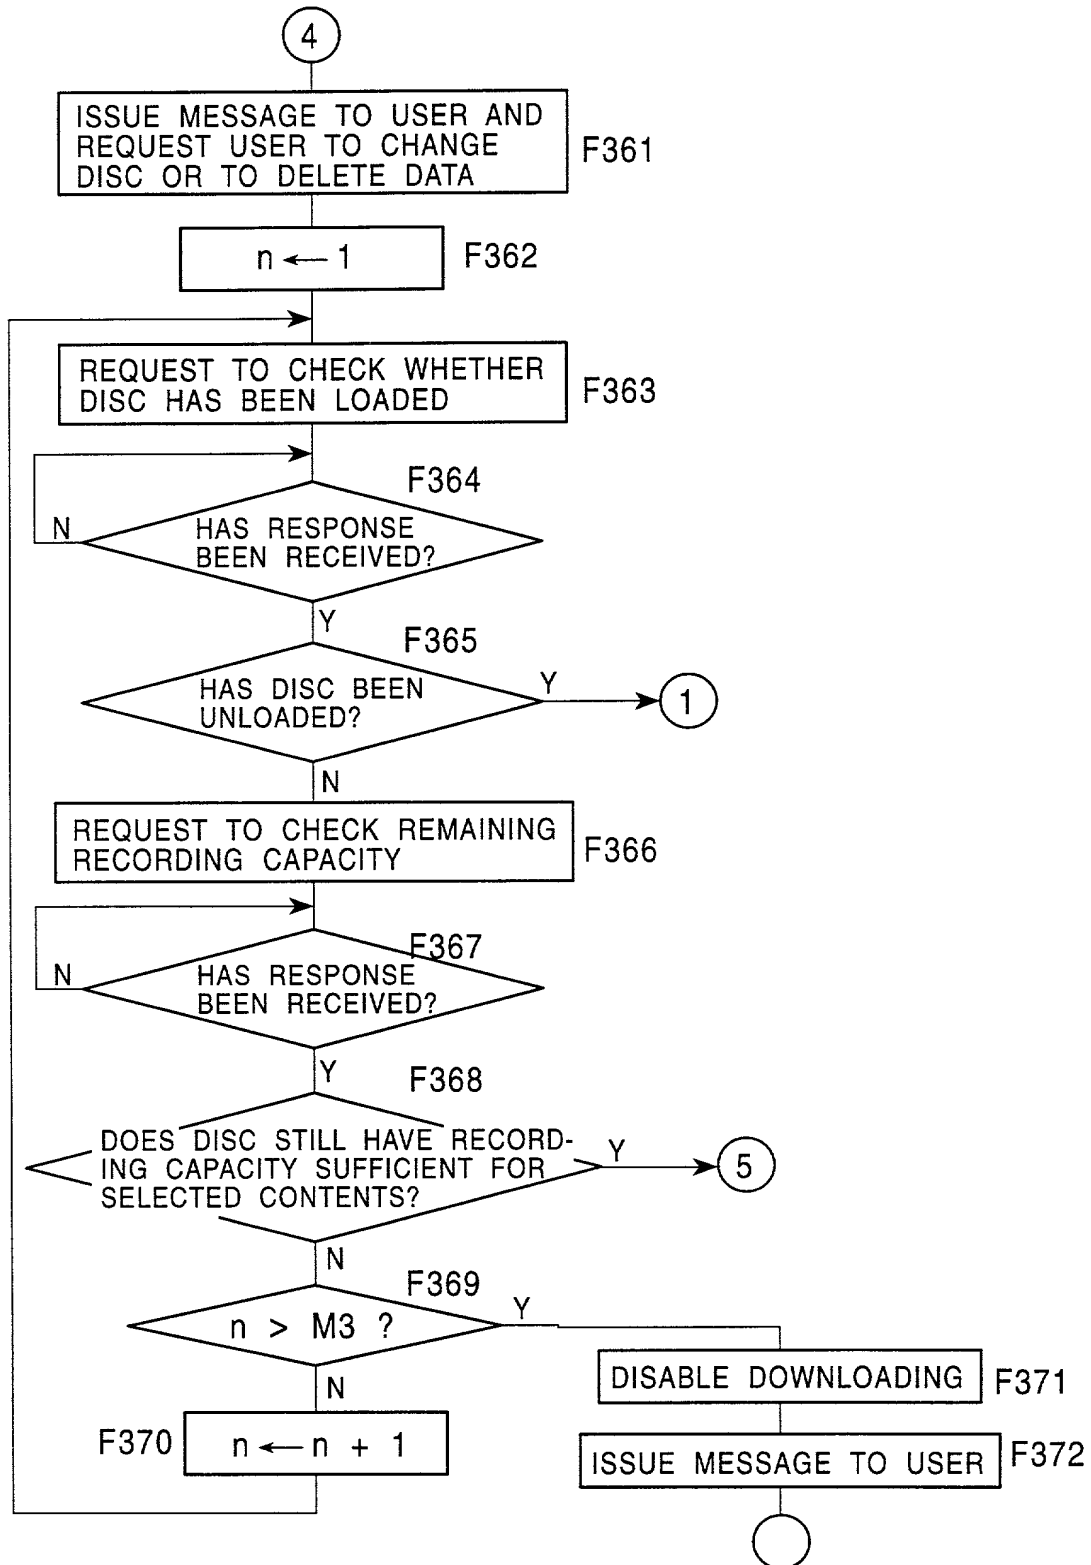 4
ISSUE MESSAGE TO USER AND
REQUEST USER TO CHANGE
DISC OR TO DELETE DATA
F361
n ← 1
F362
REQUEST TO CHECK WHETHER
DISC HAS BEEN LOADED
F363
F364
N
HAS RESPONSE
BEEN RECEIVED?
Y
F365
HAS DISC BEEN
UNLOADED?
Y
1
N
REQUEST TO CHECK REMAINING
RECORDING CAPACITY
F366
F367
N
HAS RESPONSE
BEEN RECEIVED?
Y
F368
DOES DISC STILL HAVE RECORD-
ING CAPACITY SUFFICIENT FOR
SELECTED CONTENTS?
Y
5
N
F369
n > M3 ?
Y
N
DISABLE DOWNLOADING
F371
F370
n ← n + 1
ISSUE MESSAGE TO USER
F372